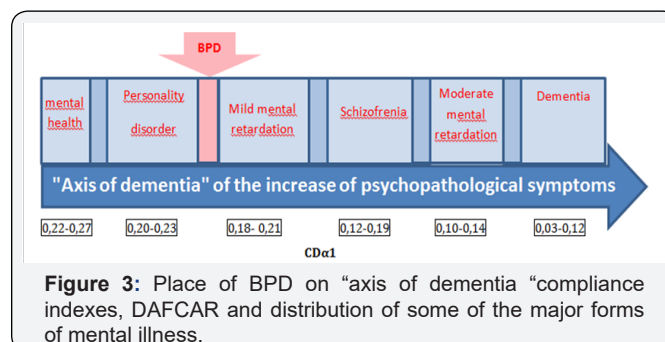 BPD
mental
health
Personality
disorder
Mild mental
retardation
Schizofrenia
Moderate
mental
retardation
Dementia
"Axis of dementia" of the increase of psychopathological symptoms
0,22-0,27 0,20-0,23 0,18- 0,21 0,12-0,19 0,10-0,14 0,03-0,12
CDα1
Figure 3: Place of BPD on “axis of dementia “compliance
indexes, DAFCAR and distribution of some of the major forms
of mental illness.